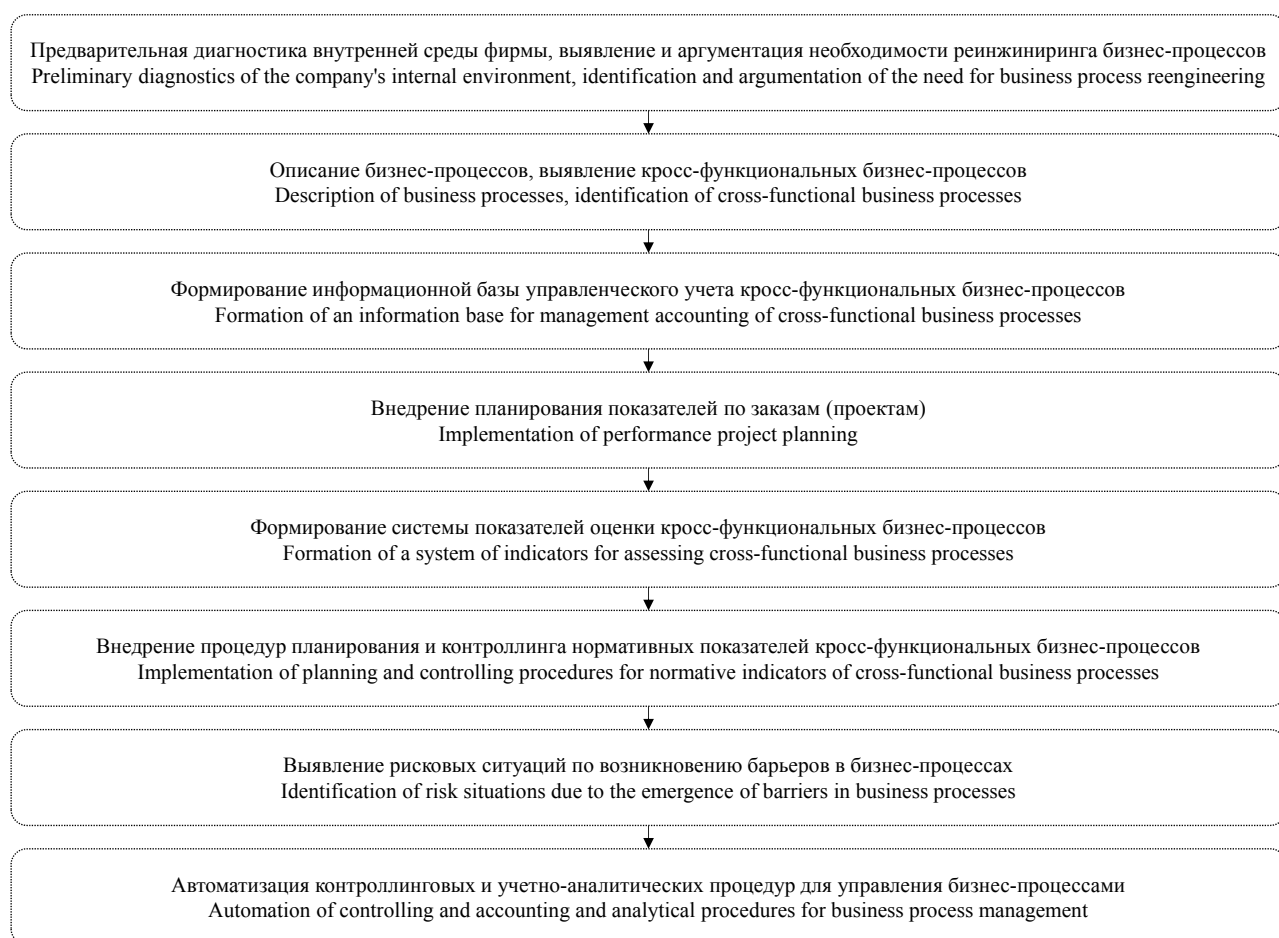 Предварительная диагностика внутренней среды фирмы, выявление и аргументация необходимости реинжиниринга бизнес-процессов
Preliminary diagnostics of the company's internal environment, identification and argumentation of the need for business process reengineering
Описание бизнес-процессов, выявление кросс-функциональных бизнес-процессов
Description of business processes, identification of cross-functional business processes
Формирование информационной базы управленческого учета кросс-функциональных бизнес-процессов
Formation of an information base for management accounting of cross-functional business processes
Внедрение планирования показателей по заказам (проектам)
Implementation of performance project planning
Формирование системы показателей оценки кросс-функциональных бизнес-процессов
Formation of a system of indicators for assessing cross-functional business processes
Внедрение процедур планирования и контроллинга нормативных показателей кросс-функциональных бизнес-процессов
Implementation of planning and controlling procedures for normative indicators of cross-functional business processes
Выявление рисковых ситуаций по возникновению барьеров в бизнес-процессах
Identification of risk situations due to the emergence of barriers in business processes
Автоматизация контроллинговых и учетно-аналитических процедур для управления бизнес-процессами
Automation of controlling and accounting and analytical procedures for business process management